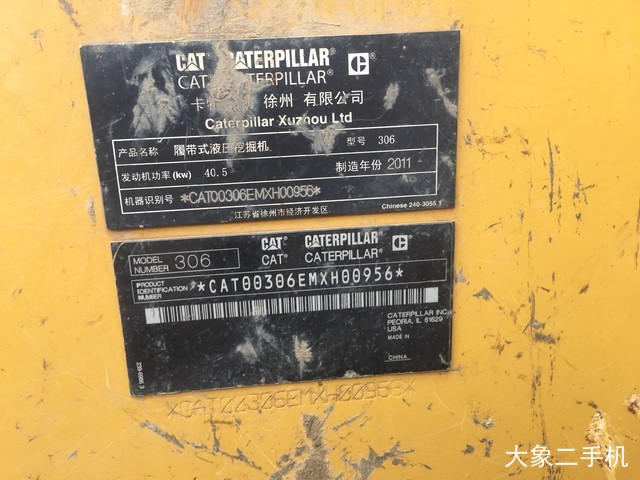 CAT CATERPILLAR
CAT CATERPILLAR
卡特 徐州 有限公司
Caterpillar Xuzhou Ltd
产品名称 履带式液压挖掘机 型号 306
发动机功率 (kw) 40.5 制造年份 2011
机器识别号 *CAT00306EMXH00956*
江苏省徐州市经济开发区 Chinese 240-3055 1
CAT CATERPILLAR
MODEL NUMBER 306 CAT CATERPILLAR
PRODUCT IDENTIFICATION NUMBER *CAT00306EMXH00956*
CATERPILLAR INC.
PEORIA, IL 61629
USA
MADE IN
CHINA
*CAT00306EMXH00956*
大象二手机